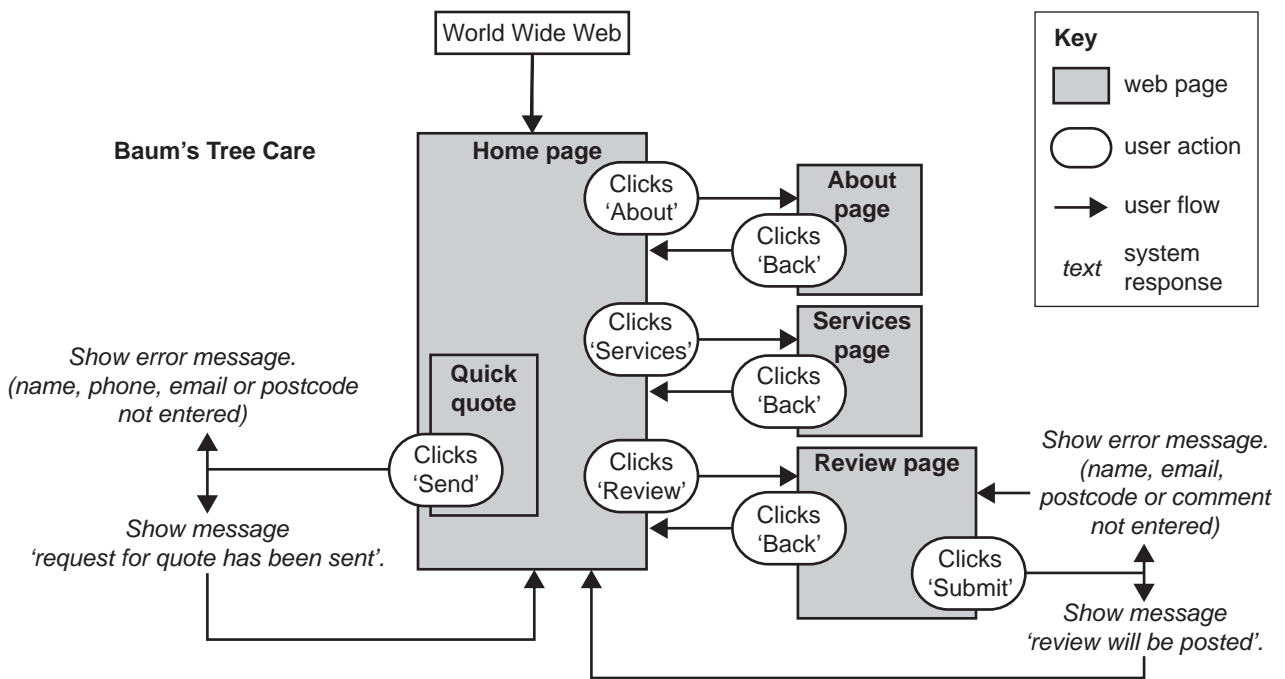 World Wide Web
Key
web page
user action
user flow
text
system
response
Baum’s Tree Care
Home page
Clicks
‘About’
About
page
Clicks
‘Back’
Clicks
‘Services’
Services
page
Clicks
‘Back’
Quick
quote
Clicks
‘Send’
Show error message.
(name, phone, email or postcode
not entered)
Show message
‘request for quote has been sent’.
Clicks
‘Review’
Review page
Clicks
‘Back’
Clicks
‘Submit’
Show error message.
(name, email,
postcode or comment
not entered)
Show message
‘review will be posted’.